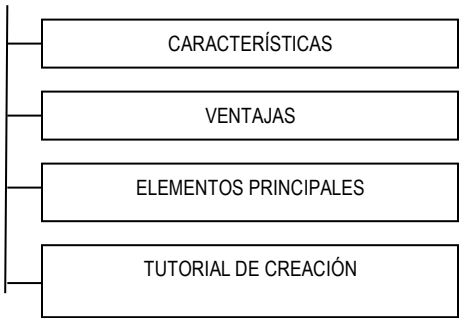 CARACTERÍSTICAS
VENTAJAS
ELEMENTOS PRINCIPALES
TUTORIAL DE CREACIÓN